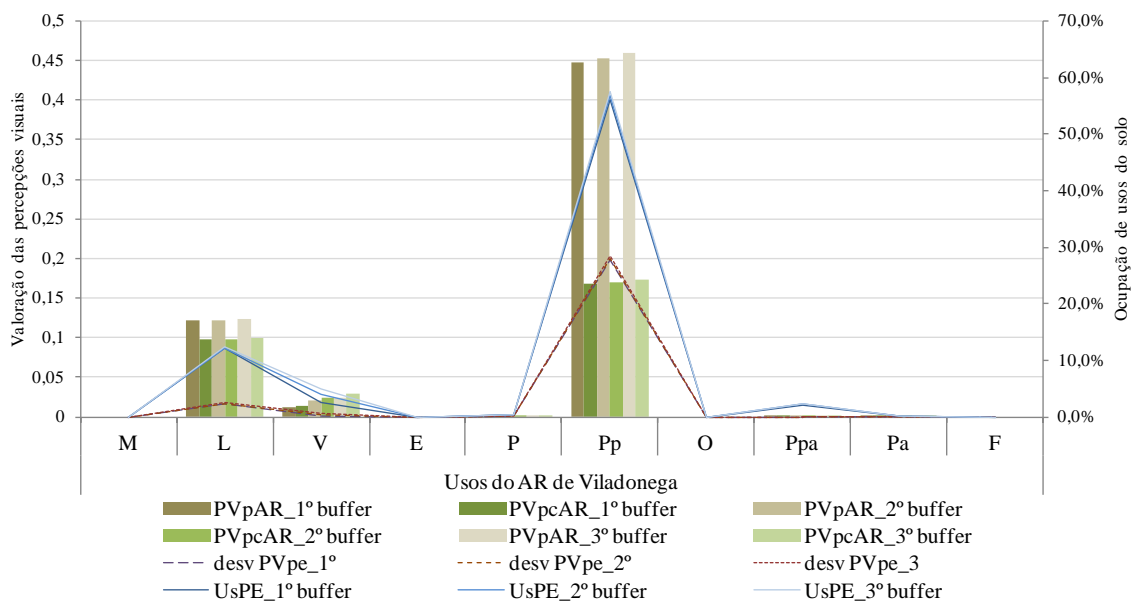 0,5
0,45
0,4
0,35
0,3
0,25
0,2
0,15
0,1
0,05
0
Valoração das percepções visuais
70,0%
60,0%
50,0%
40,0%
30,0%
20,0%
10,0%
0,0%
Ocupação de usos do solo
M L V E P Pp O Ppa Pa F
Usos do AR de Viladonega
PVpAR_1º buffer PVpcAR_1º buffer PVpAR_2º buffer
PVpcAR_2º buffer PVpAR_3º buffer PVpcAR_3º buffer
desv PVpe_1º desv PVpe_2º desv PVpe_3
UsPE_1º buffer UsPE_2º buffer UsPE_3º buffer